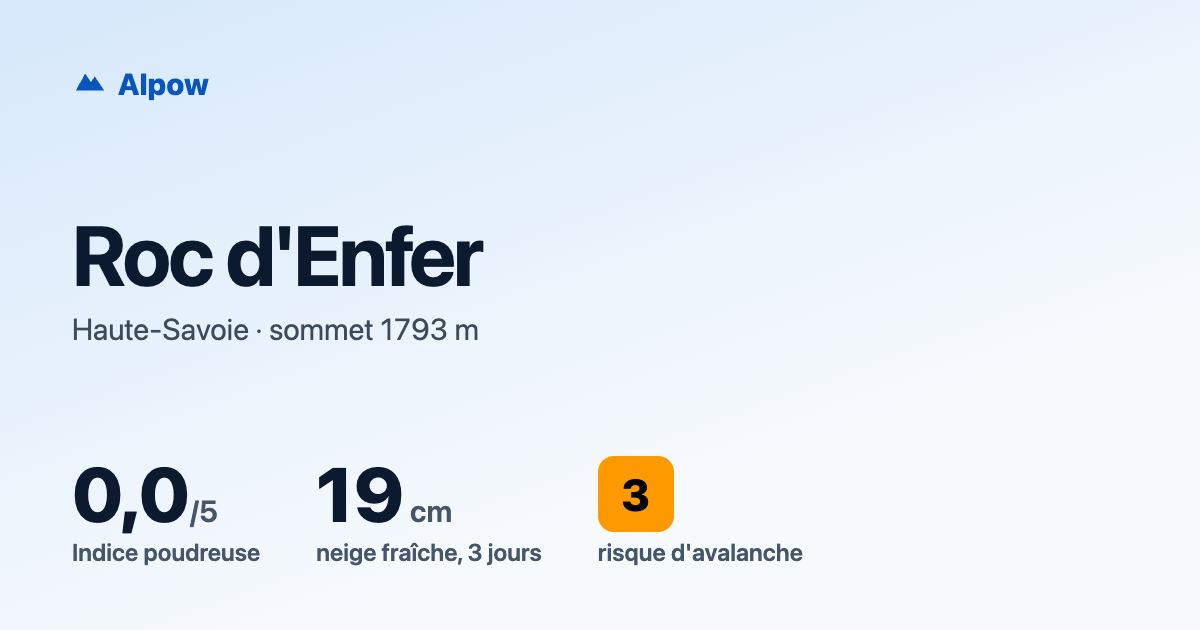 Alpow
Roc d'Enfer
Haute-Savoie · sommet 1793 m
0,0/5
Indice poudreuse
19 cm
neige fraîche, 3 jours
3
risque d'avalanche